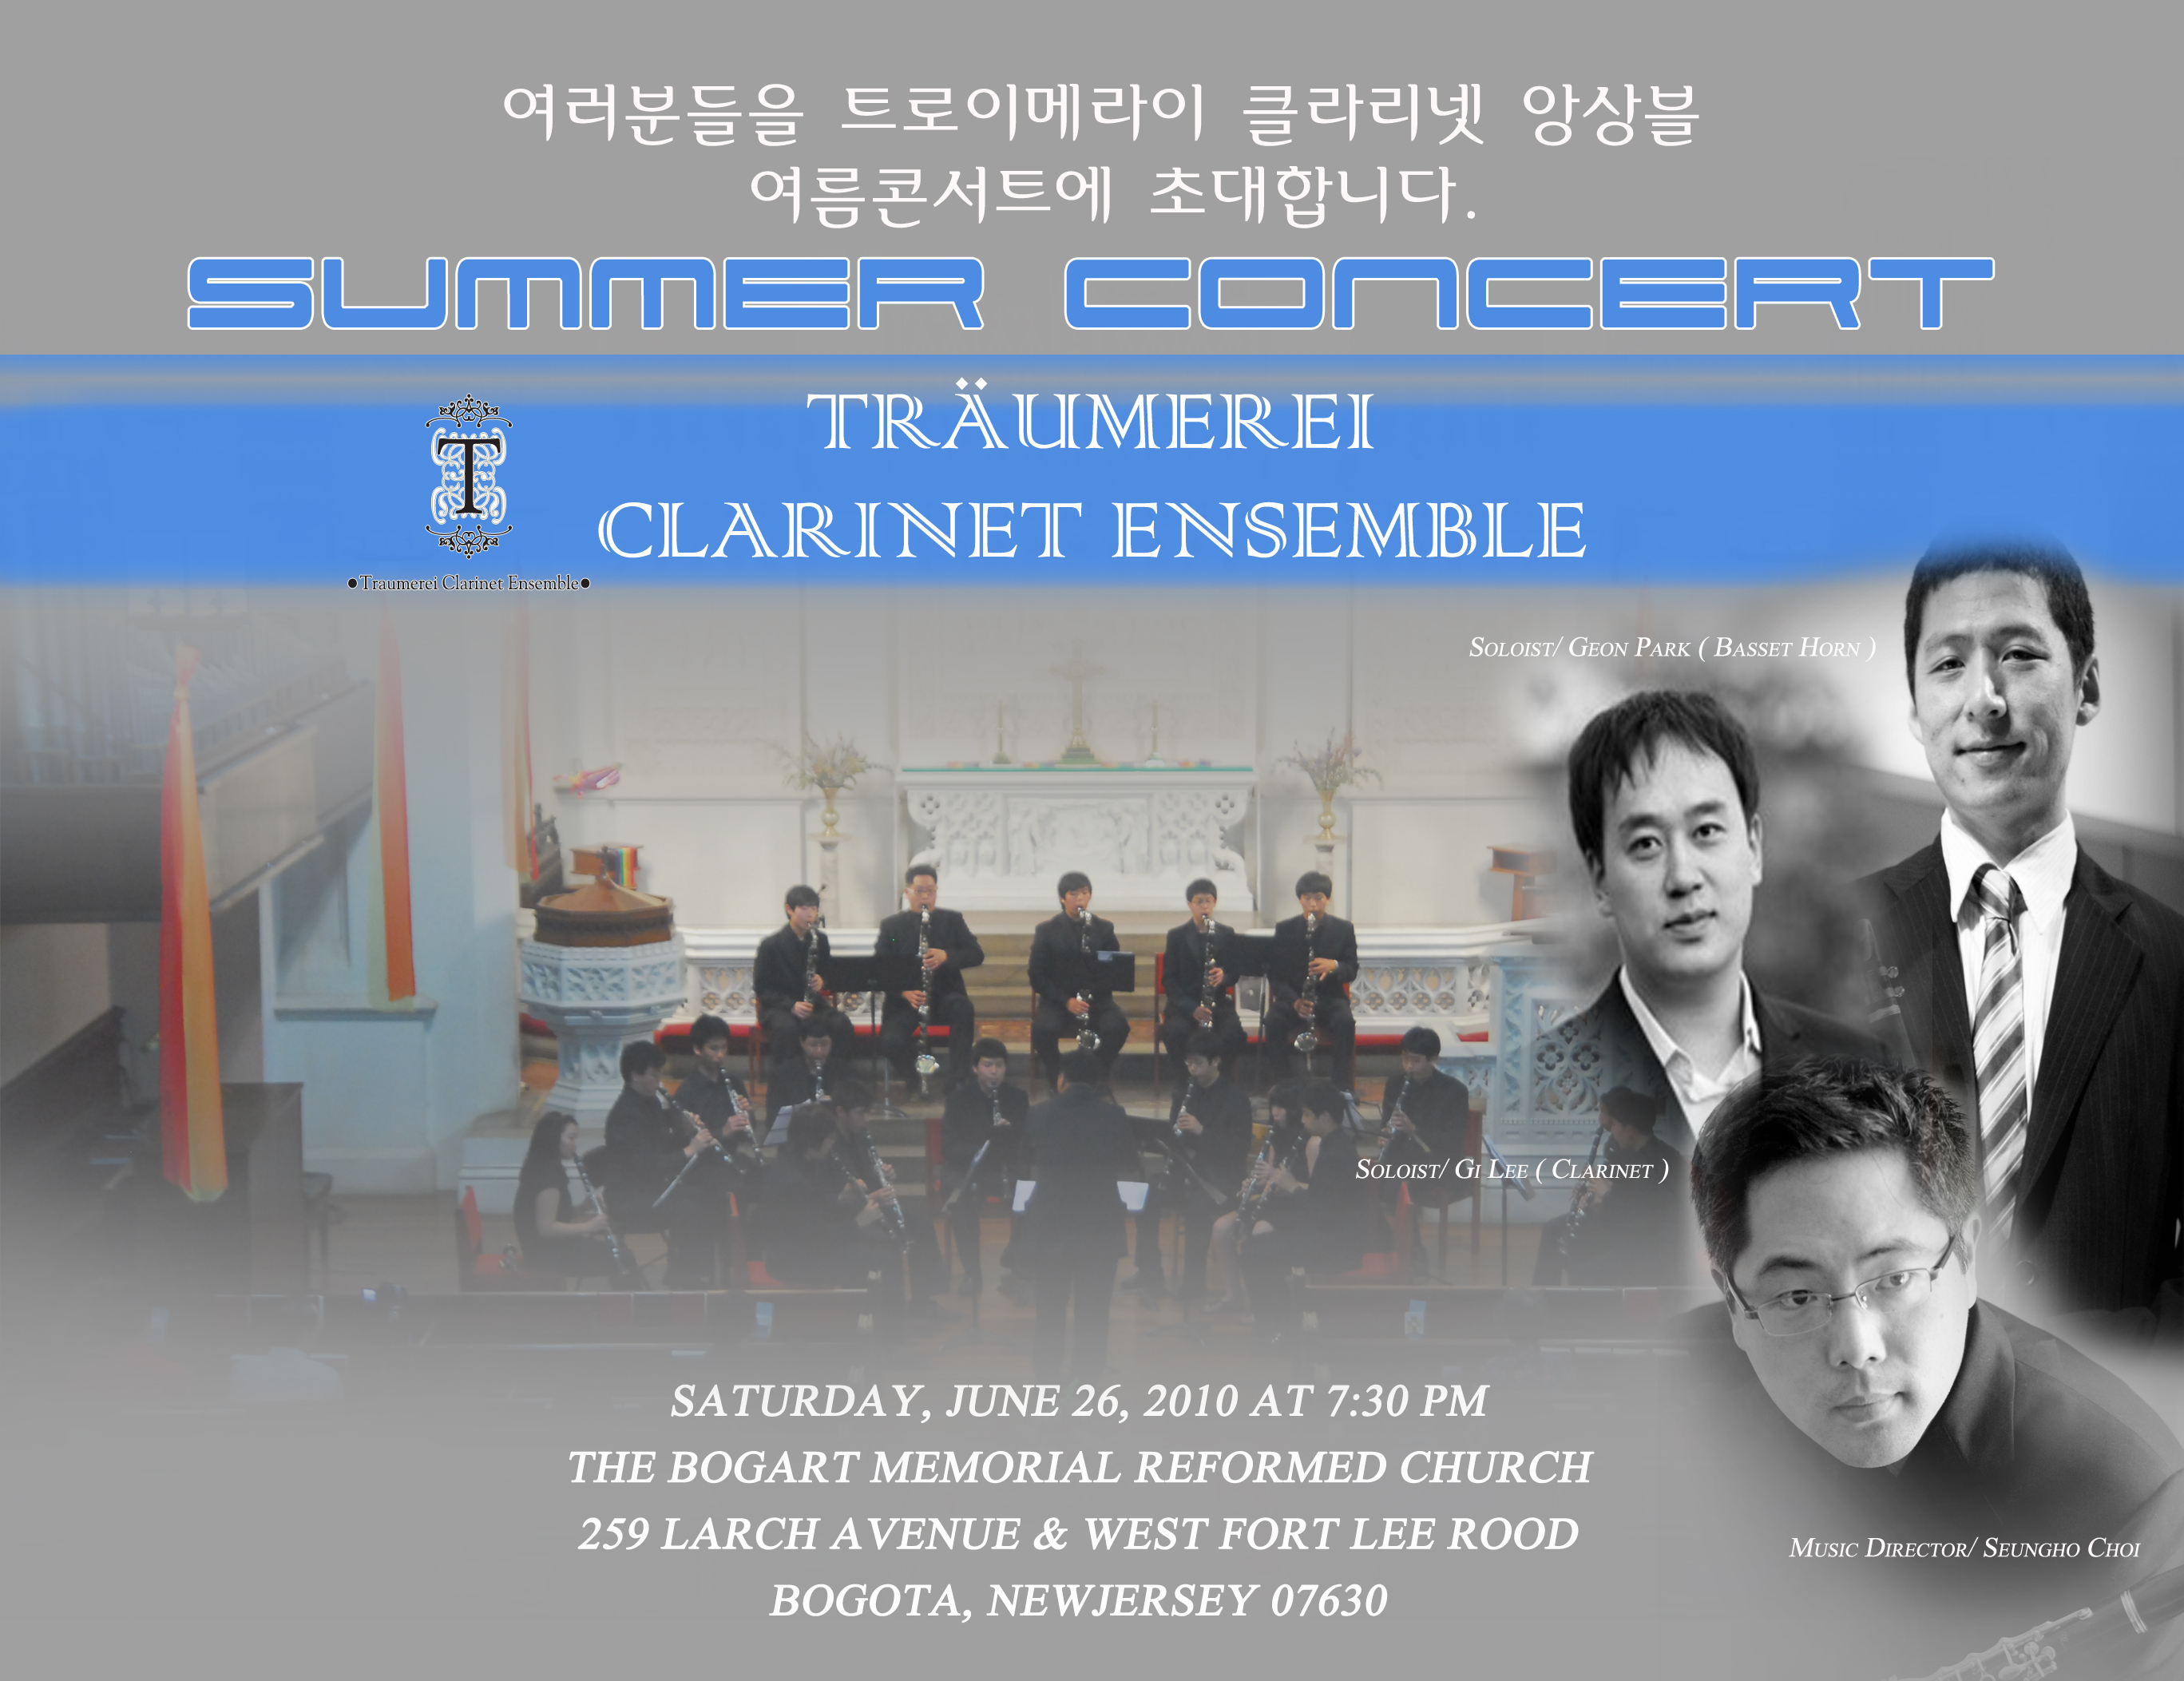 여러분들을 트로이메라이 클라리넷 앙상블
여름콘서트에 초대합니다.
SUMMER CONCERT
TRÄUMEREI
CLARINET ENSEMBLE
T
•Traumerei Clarinet Ensemble•
SOLOIST/ GEON PARK ( BASSET HORN )
SOLOIST/ GI LEE ( CLARINET )
SATURDAY, JUNE 26, 2010 AT 7:30 PM
THE BOGART MEMORIAL REFORMED CHURCH
259 LARCH AVENUE & WEST FORT LEE ROOD
BOGOTA, NEWJERSEY 07630
MUSIC DIRECTOR/ SEUNGHO CHOI